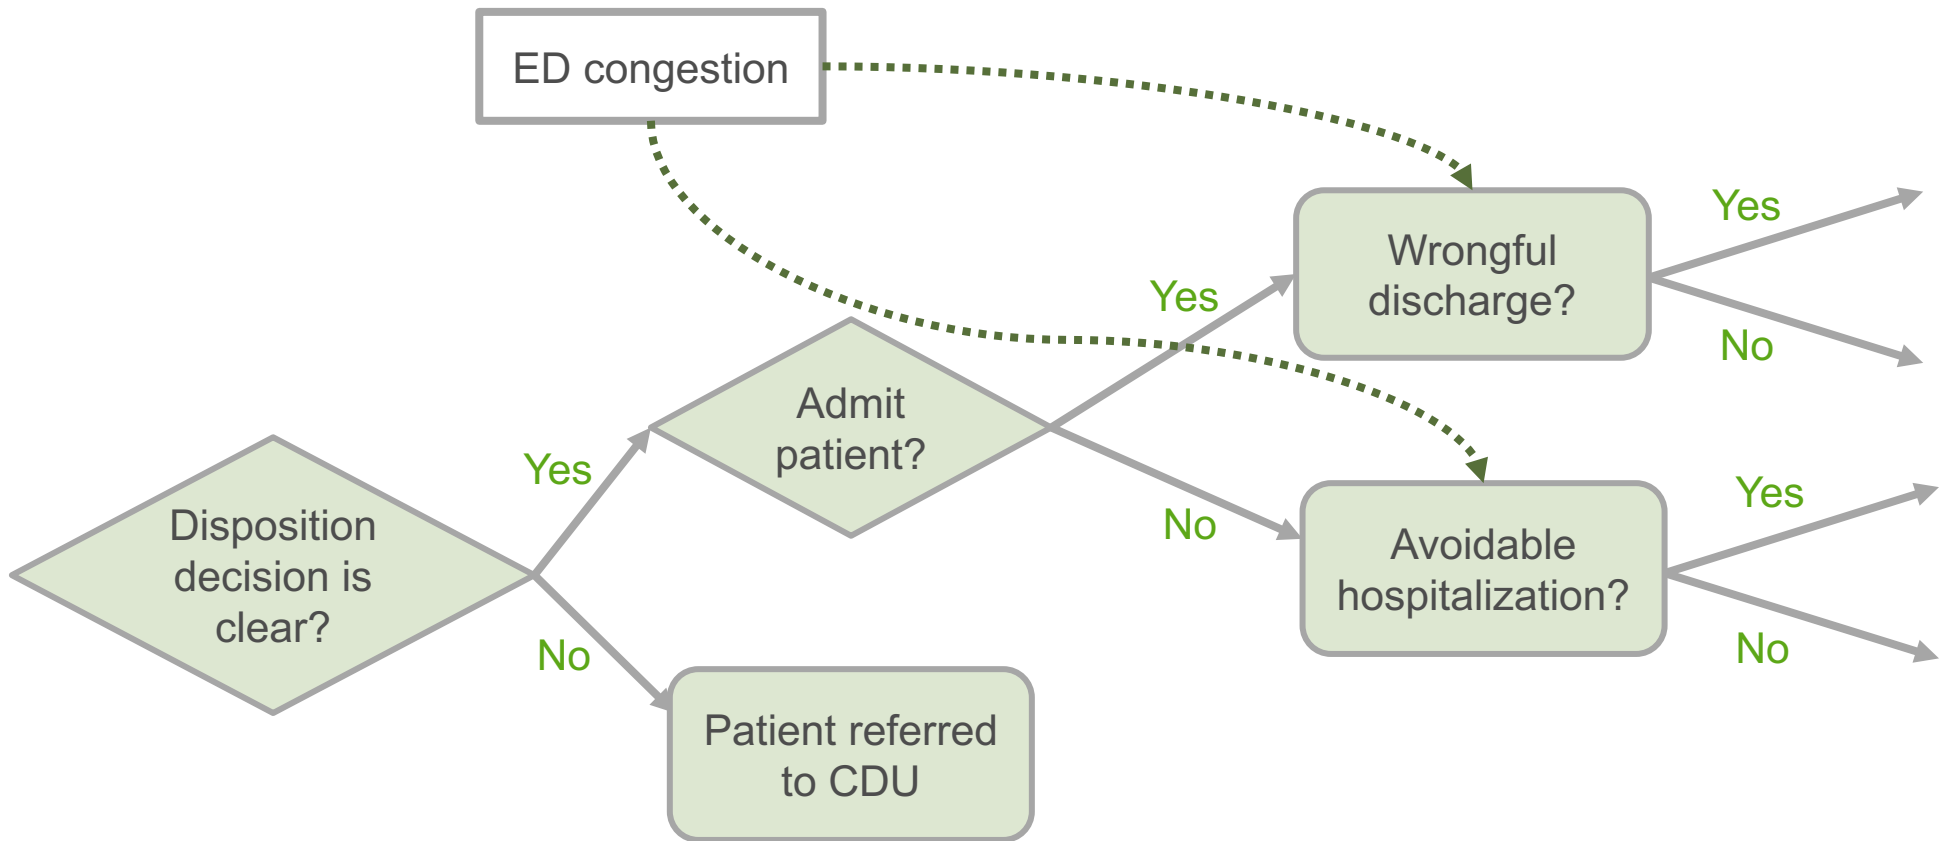 ED congestion
Yes
Wrongful
discharge?
Yes
No
Admit
patient?
Yes
No
Disposition
decision is
clear?
Yes
Avoidable
hospitalization?
No
No
Patient referred
to CDU